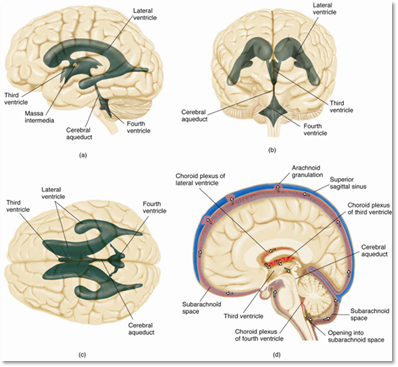 Lateral
ventricle
Third
ventricle
Massa
intermedia
Cerebral
aqueduct
Fourth
ventricle
(a)
Lateral
ventricle
Third
ventricle
Cerebral
aqueduct
Fourth
ventricle
(b)
Third
ventricle
Lateral
ventricles
Fourth
ventricle
Cerebral
aqueduct
(c)
Arachnoid
granulation
Superior
sagittal sinus
Choroid plexus of
lateral ventricle
Choroid plexus
of third ventricle
Cerebral
aqueduct
Subarachnoid
space
Third ventricle
Choroid plexus
of fourth ventricle
Subarachnoid
space
Opening into
subarachnoid space
(d)